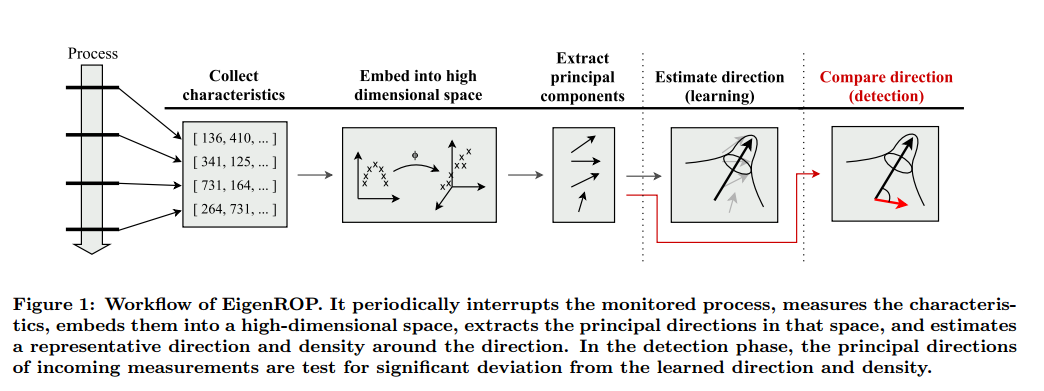 Process
Collect
characteristics
Embed into high
dimensional space
Extract
principal
components
Estimate direction
(learning)
Compare direction
(detection)
[ 136, 410, ... ]
[ 341, 125, ... ]
[ 731, 164, ... ]
[ 264, 731, ... ]
x x x x x x
ϕ
x x x x x x
Figure 1: Workflow of EigenROP. It periodically interrupts the monitored process, measures the characteris-
tics, embeds them into a high-dimensional space, extracts the principal directions in that space, and estimates
a representative direction and density around the direction. In the detection phase, the principal directions
of incoming measurements are test for significant deviation from the learned direction and density.